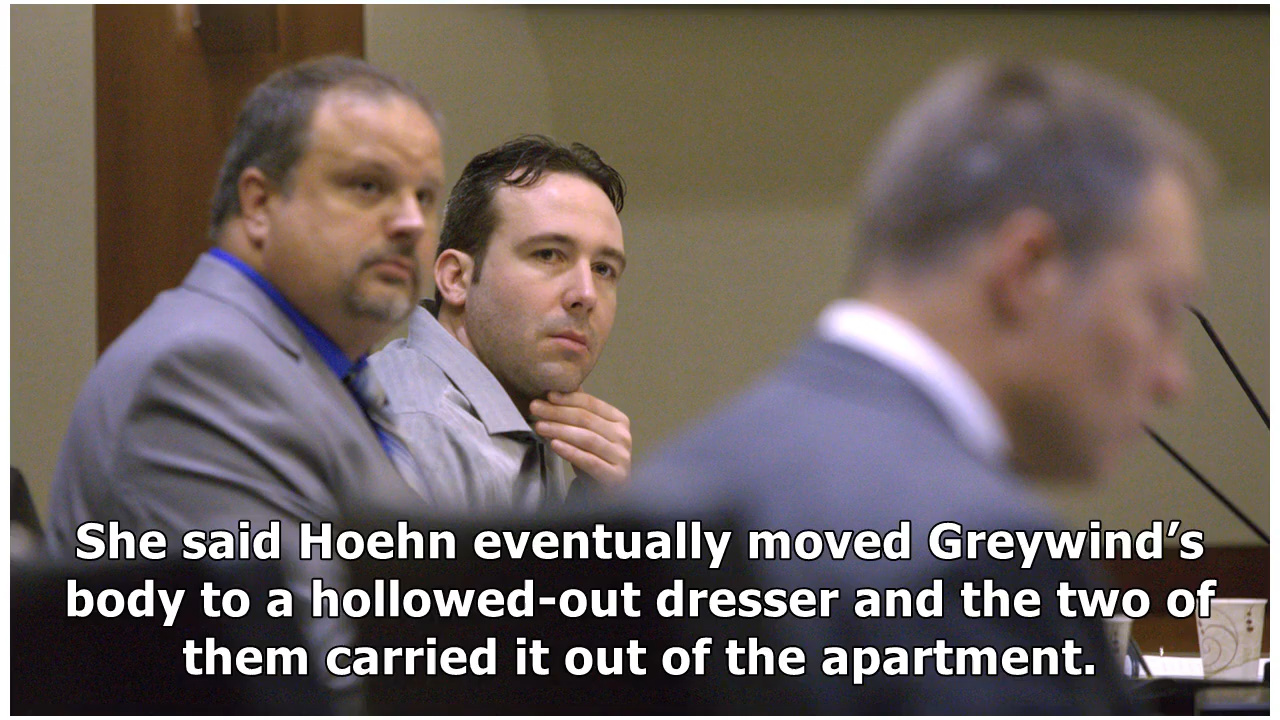 She said Hoehn eventually moved Greywind’s
body to a hollowed-out dresser and the two of
them carried it out of the apartment.